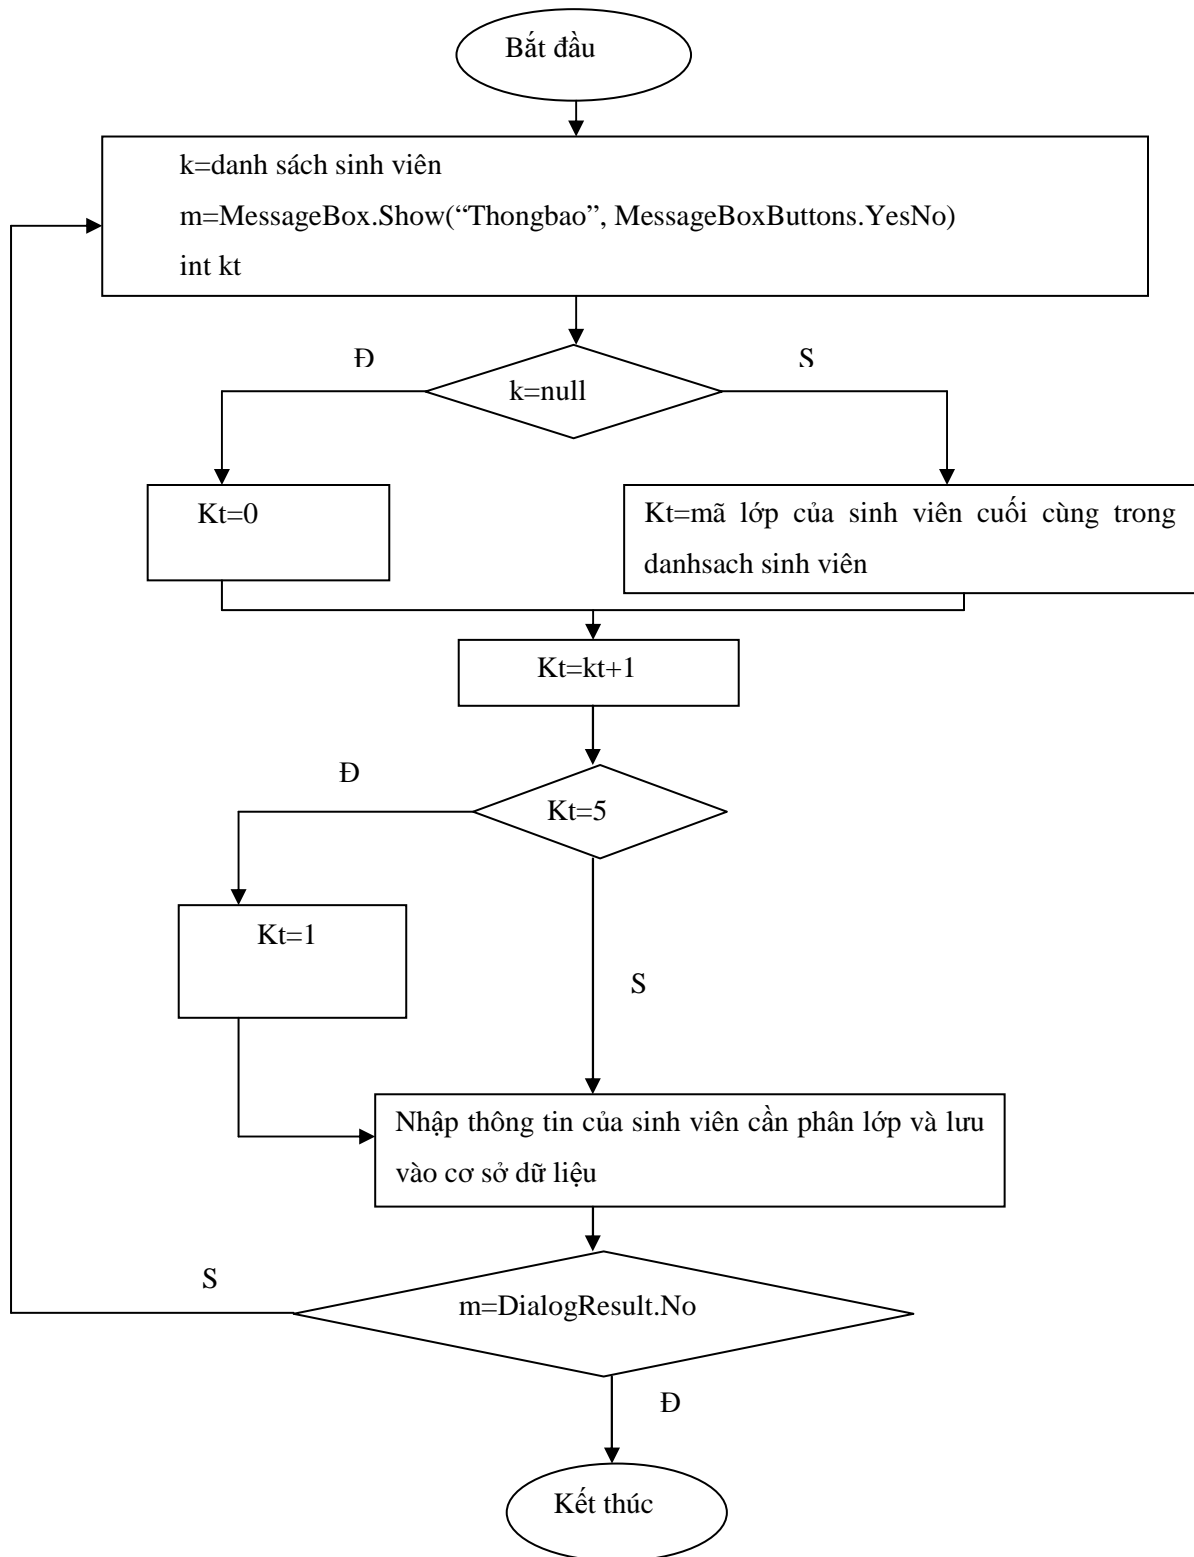 Bắt đầu
k=danh sách sinh viên
m=MessageBox.Show(“Thongbao”, MessageBoxButtons.YesNo)
int kt
Đ
S
k=null
Kt=0
Kt=mã lớp của sinh viên cuối cùng trong
danhsach sinh viên
Kt=kt+1
Đ
Kt=5
Kt=1
S
Nhập thông tin của sinh viên cần phân lớp và lưu
vào cơ sở dữ liệu
S
m=DialogResult.No
Đ
Kết thúc